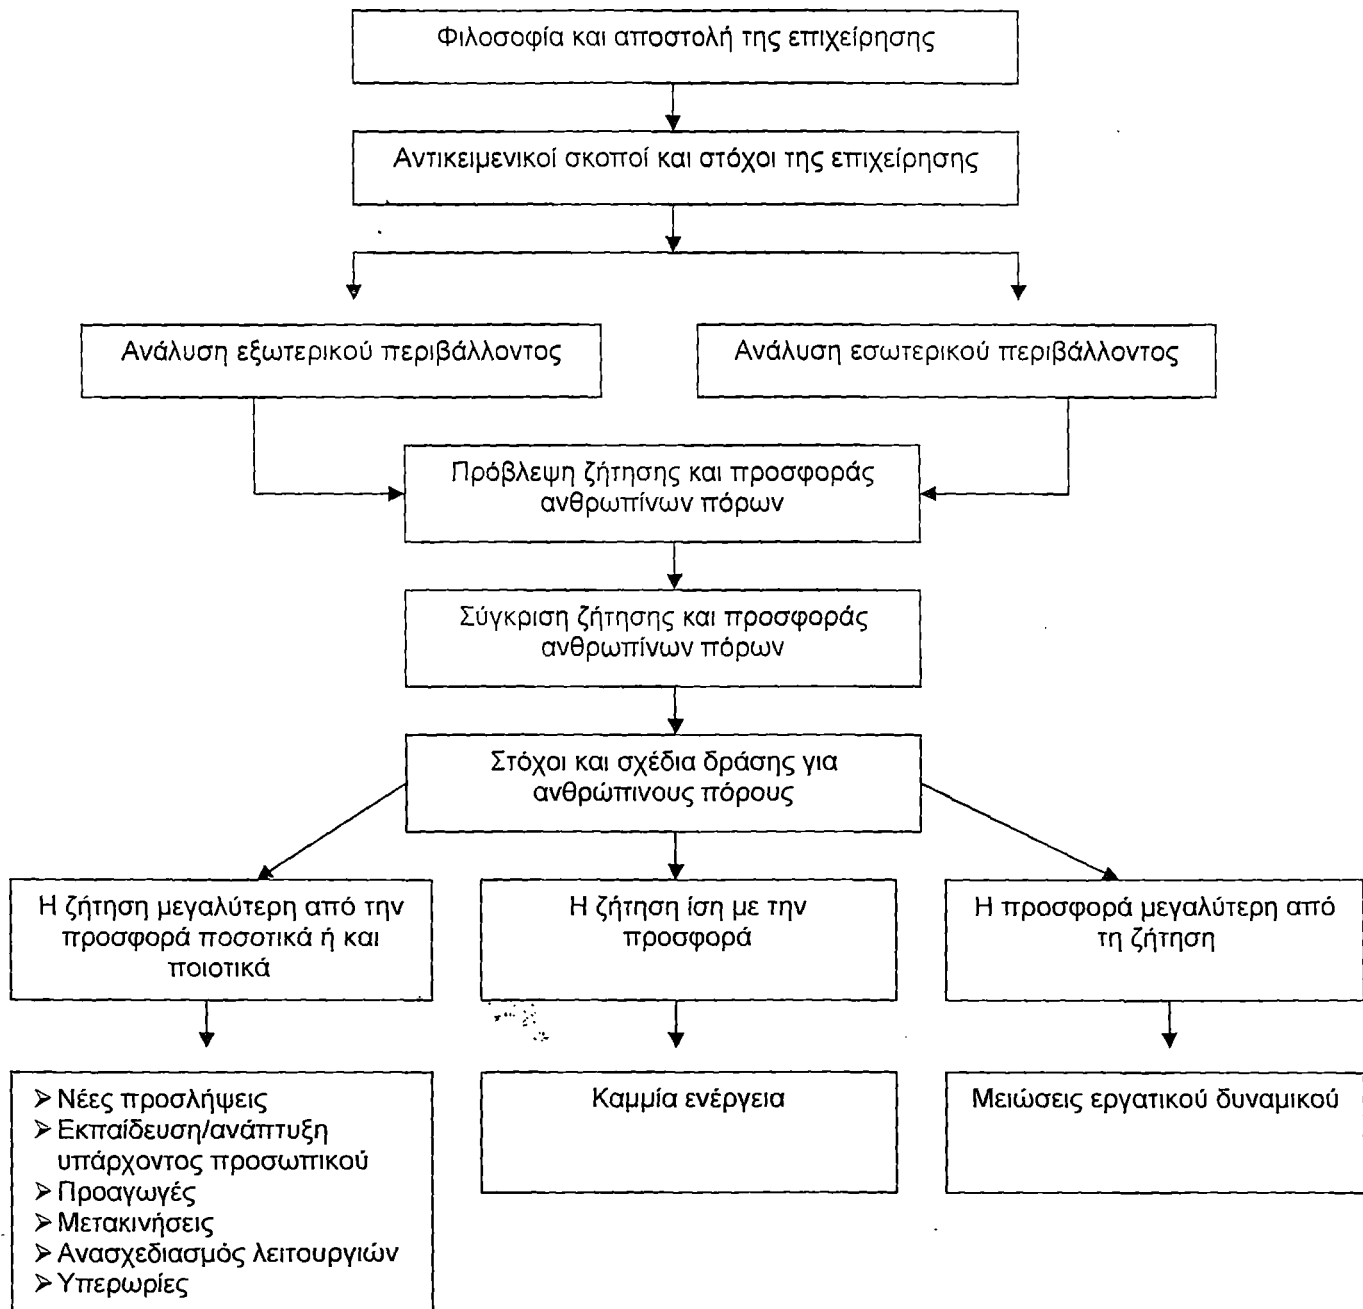 Φιλοσοφία και αποστολή της επιχείρησης
Αντικειμενικοί σκοποί και στόχοι της επιχείρησης
Ανάλυση εξωτερικού περιβάλλοντος
Ανάλυση εσωτερικού περιβάλλοντος
Πρόβλεψη ζήτησης και προσφοράς
ανθρωπίνων πόρων
Σύγκριση ζήτησης και προσφοράς
ανθρωπίνων πόρων
Στόχοι και σχέδια δράσης για
ανθρώπινους πόρους
Η ζήτηση μεγαλύτερη από την
προσφορά ποσοτικά ή και
ποιοτικά
Η ζήτηση ίση με την
προσφορά
Η προσφορά μεγαλύτερη από
τη ζήτηση
➢ Νέες προσλήψεις
➢ Εκπαίδευση/ανάπτυξη
υπάρχοντος προσωπικού
➢ Προαγωγές
➢ Μετακινήσεις
➢ Ανασχεδιασμός λειτουργιών
➢ Υπερωρίες
Καμμία ενέργεια
Μειώσεις εργατικού δυναμικού